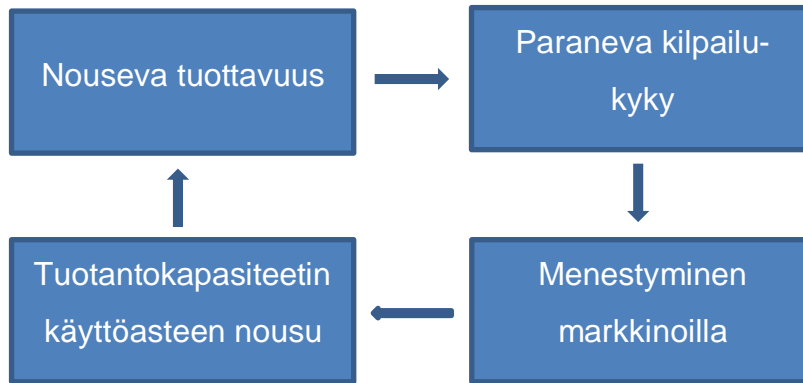 Nouseva tuottavuus
Paraneva kilpailu-
kyky
Tuotantokapasiteetin
käyttöasteen nousu
Menestyminen
markkinoilla